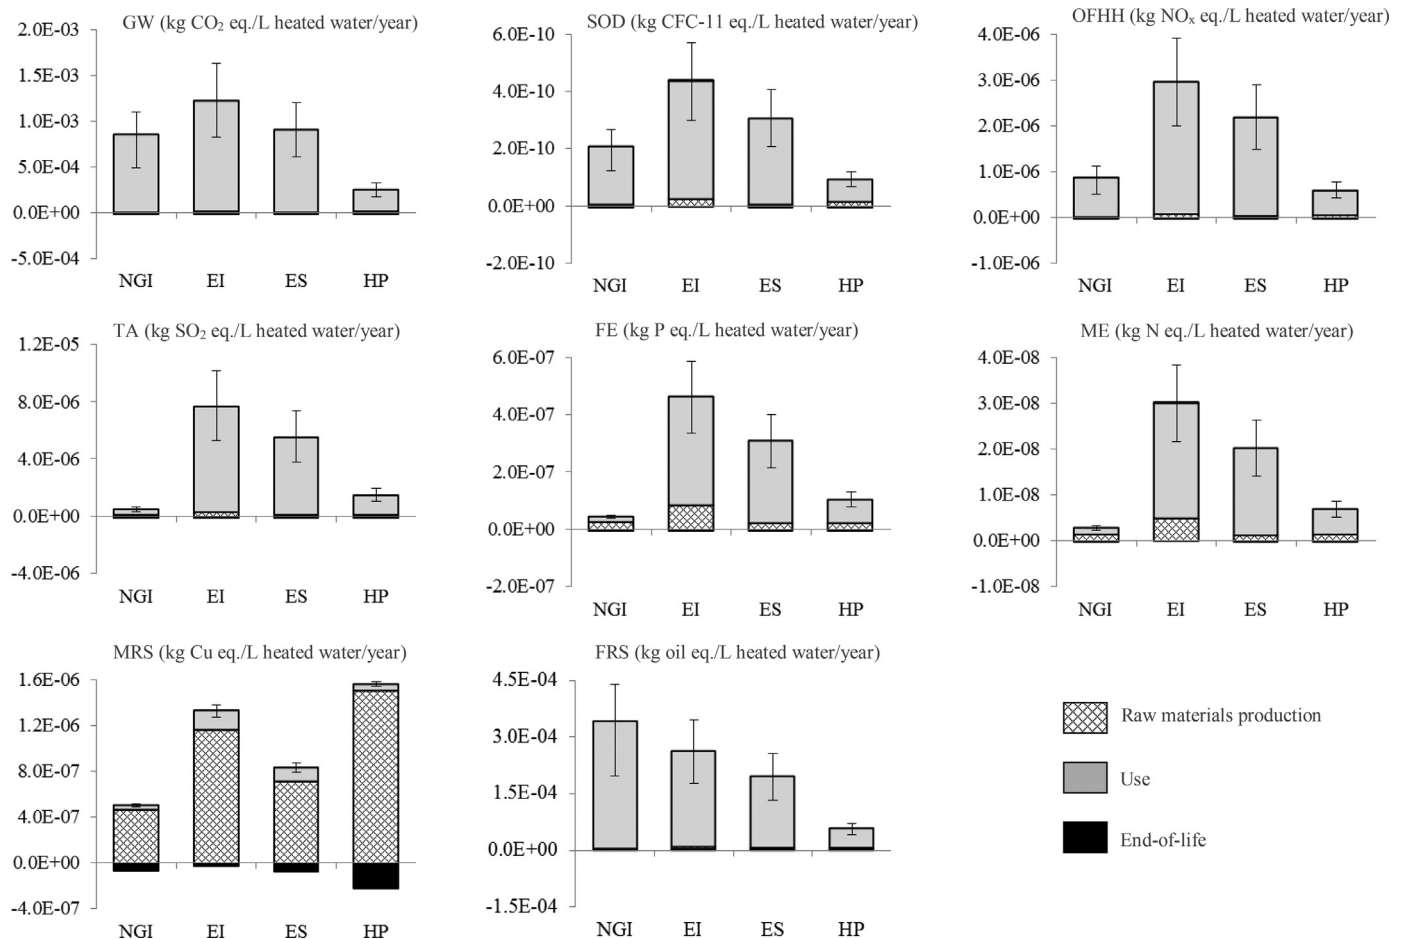 GW (kg CO₂ eq./L heated water/year)
2.0E-03
1.5E-03
1.0E-03
5.0E-04
0.0E+00
-5.0E-04
NGI EI ES HP
SOD (kg CFC-11 eq./L heated water/year)
6.0E-10
4.0E-10
2.0E-10
0.0E+00
-2.0E-10
NGI EI ES HP
OFHH (kg NOₓ eq./L heated water/year)
4.0E-06
3.0E-06
2.0E-06
1.0E-06
0.0E+00
-1.0E-06
NGI EI ES HP
TA (kg SO₂ eq./L heated water/year)
1.2E-05
8.0E-06
4.0E-06
0.0E+00
-4.0E-06
NGI EI ES HP
FE (kg P eq./L heated water/year)
6.0E-07
4.0E-07
2.0E-07
0.0E+00
-2.0E-07
NGI EI ES HP
ME (kg N eq./L heated water/year)
4.0E-08
3.0E-08
2.0E-08
1.0E-08
0.0E+00
-1.0E-08
NGI EI ES HP
MRS (kg Cu eq./L heated water/year)
1.6E-06
1.2E-06
8.0E-07
4.0E-07
0.0E+00
-4.0E-07
NGI EI ES HP
FRS (kg oil eq./L heated water/year)
4.5E-04
3.0E-04
1.5E-04
0.0E+00
-1.5E-04
NGI EI ES HP
Raw materials production
Use
End-of-life